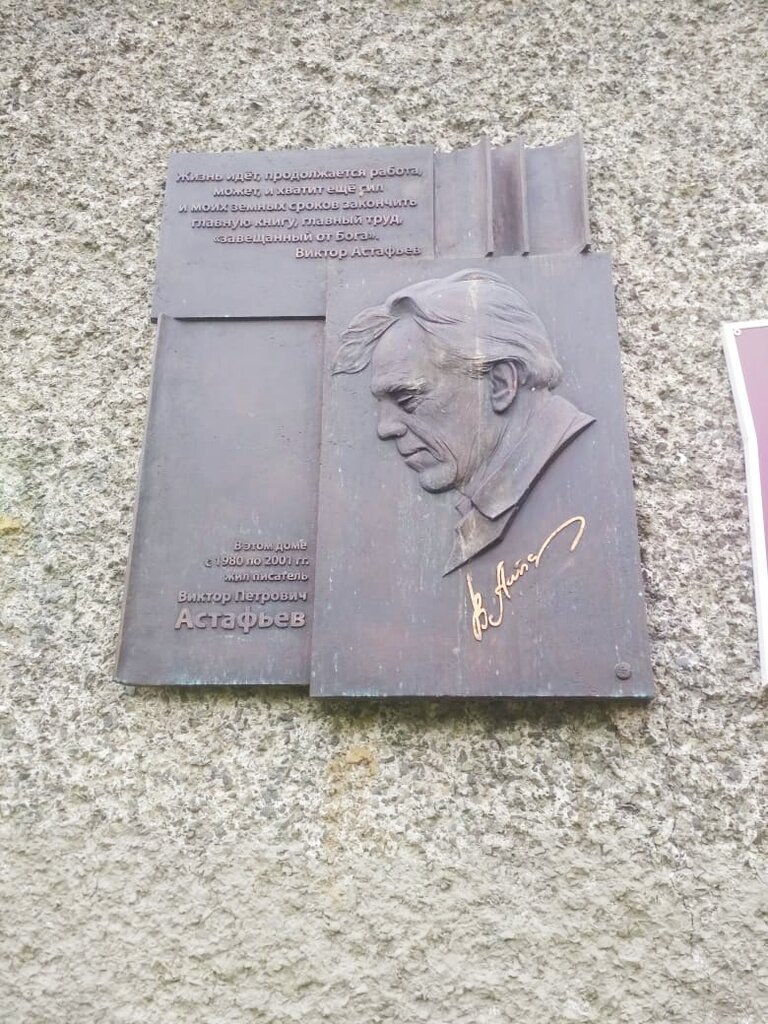 Жизнь идёт, продолжается работа,
может, и хватит ещё сил
и моих земных сроков закончить
главную книгу, главный труд,
«завещанный от Бога».
Виктор Астафьев
В этом доме
с 1980 по 2001 гг.
жил писатель
Виктор Петрович
Астафьев